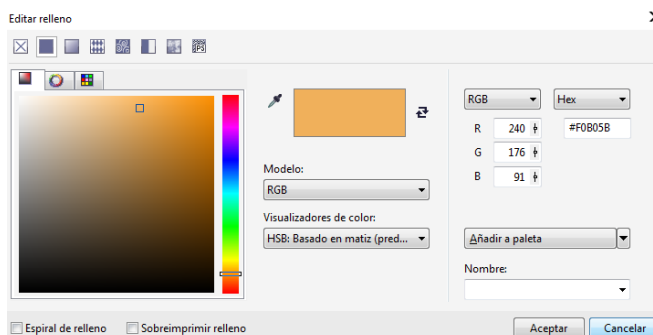 Editar relleno
RGB
Hex
R 240 #F0B05B
G 176
B 91
Modelo:
RGB
Visualizadores de color:
HSB: Basado en matiz (pred...
Añadir a paleta
Nombre:
Espiral de relleno
Sobreimprimir relleno
Aceptar
Cancelar